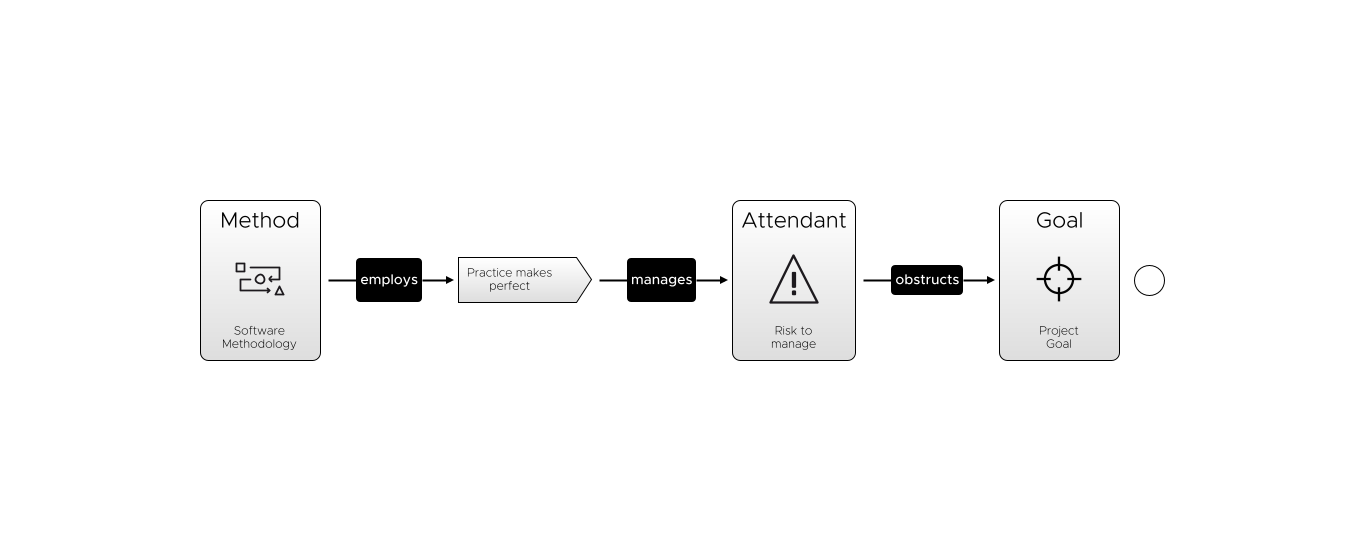 Method
Software
Methodology
employs
Practice makes
perfect
manages
Attendant
!
Risk to
manage
obstructs
Goal
Project
Goal